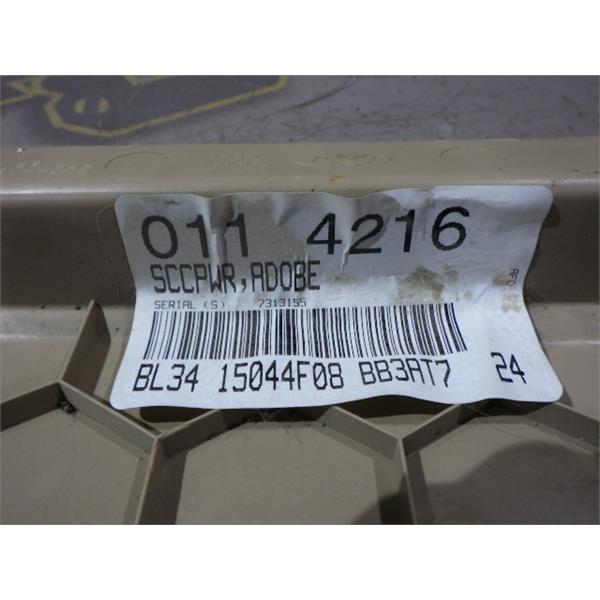 011 4216
SCCPWR,ADOBE
SERIAL (S) 7313155
BL34 15044F08 BB3AT7 24